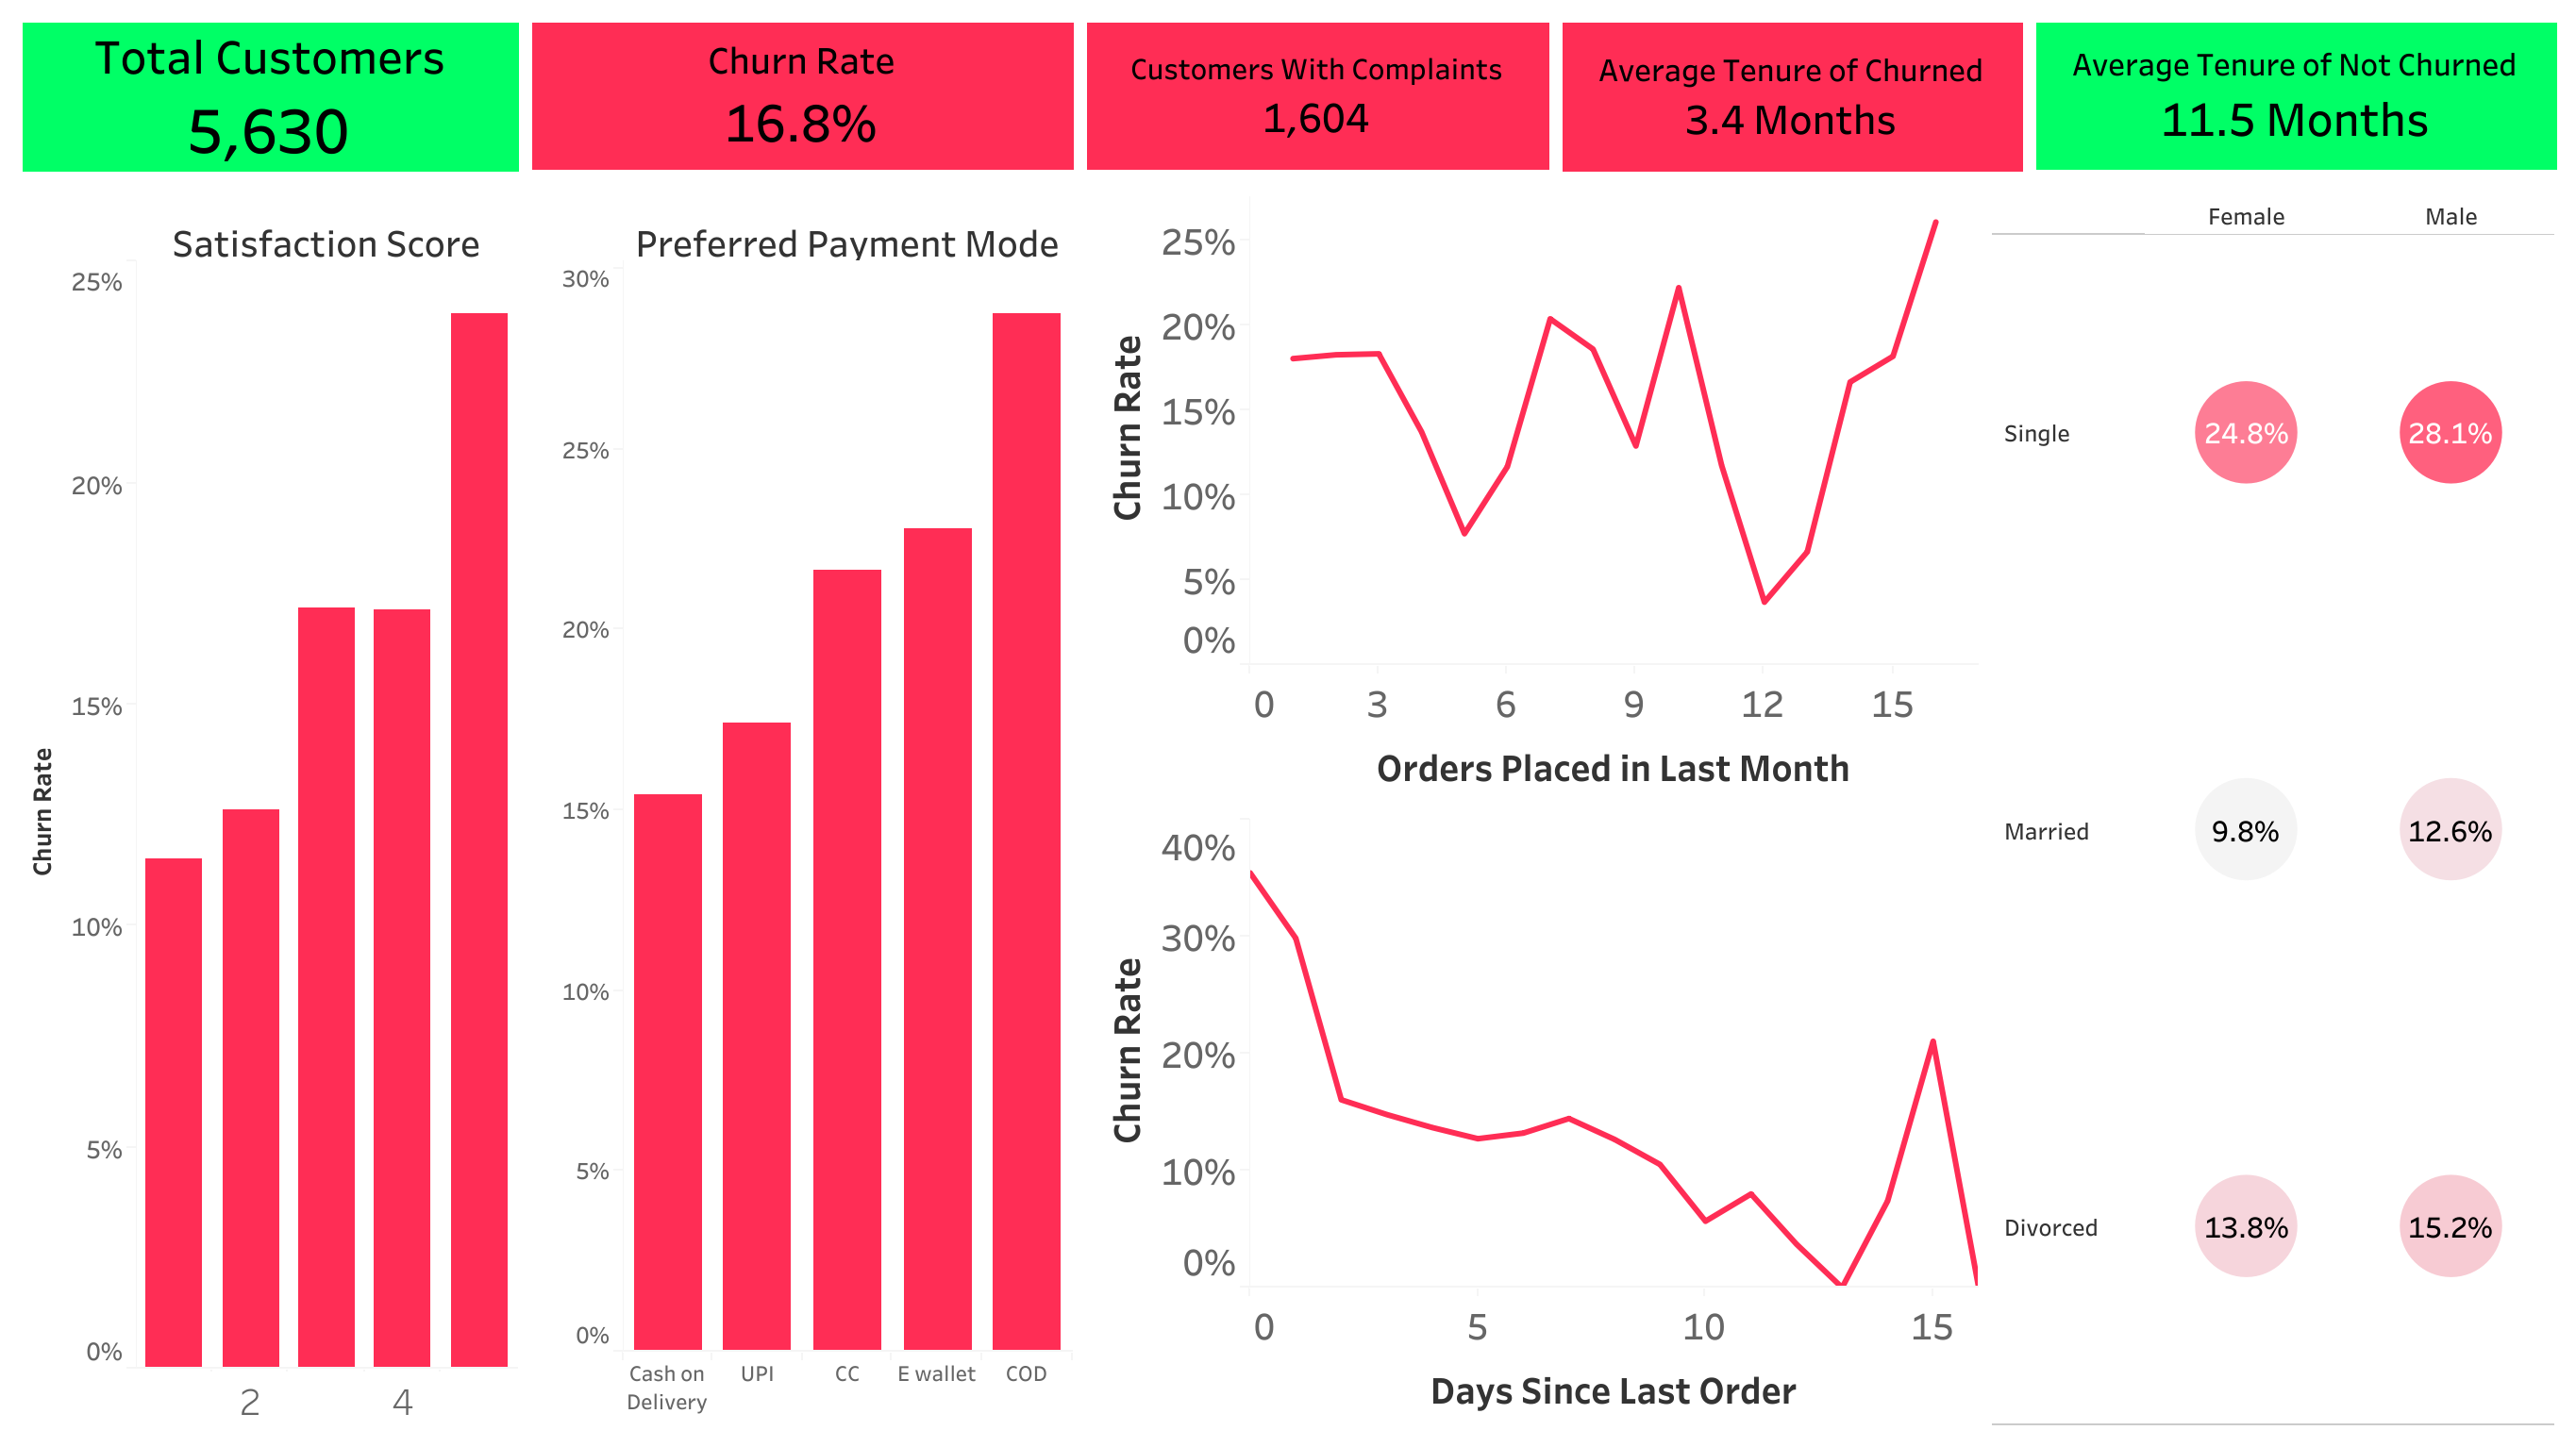 Total Customers
5,630
Churn Rate
16.8%
Customers With Complaints
1,604
Average Tenure of Churned
3.4 Months
Average Tenure of Not Churned
11.5 Months
Satisfaction Score
Churn Rate
25%
20%
15%
10%
5%
0%
2 4
Preferred Payment Mode
30%
25%
20%
15%
10%
5%
0%
Cash on
Delivery
UPI
CC
E wallet
COD
Churn Rate
25%
20%
15%
10%
5%
0%
0 3 6 9 12 15
Orders Placed in Last Month
Churn Rate
40%
30%
20%
10%
0%
0 5 10 15
Days Since Last Order
Female Male
Single 24.8% 28.1%
Married 9.8% 12.6%
Divorced 13.8% 15.2%